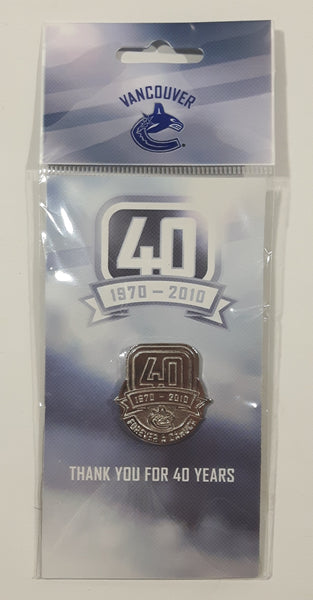 VANCOUVER
40
1970 - 2010
40
1970 - 2010
FOREVER A CANUCK
THANK YOU FOR 40 YEARS